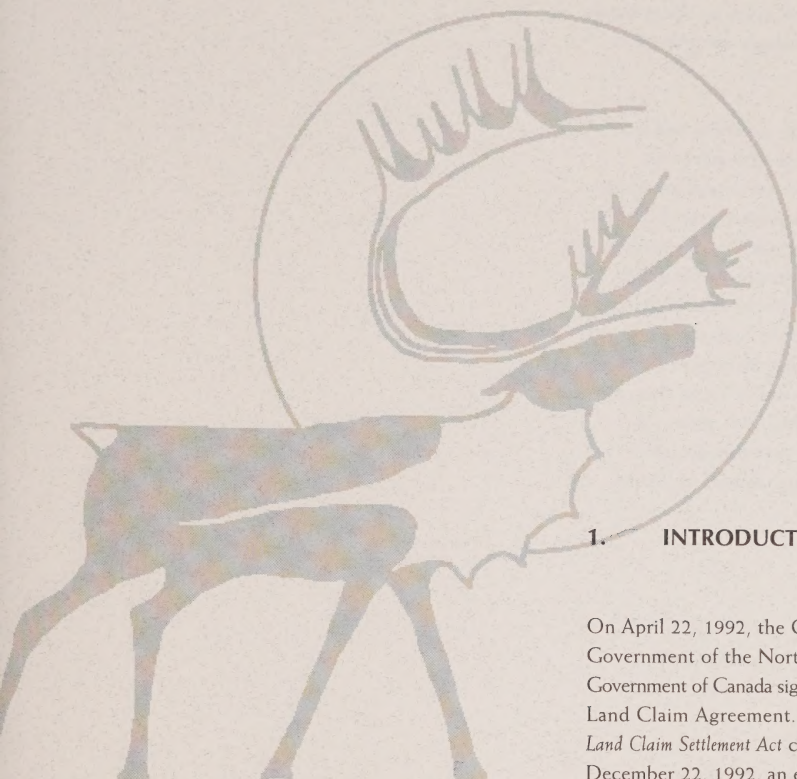 1. INTRODUCT
On April 22, 1992, the
Government of the Nort
Government of Canada sig
Land Claim Agreement.
Land Claim Settlement Act c
December 22, 1992, an